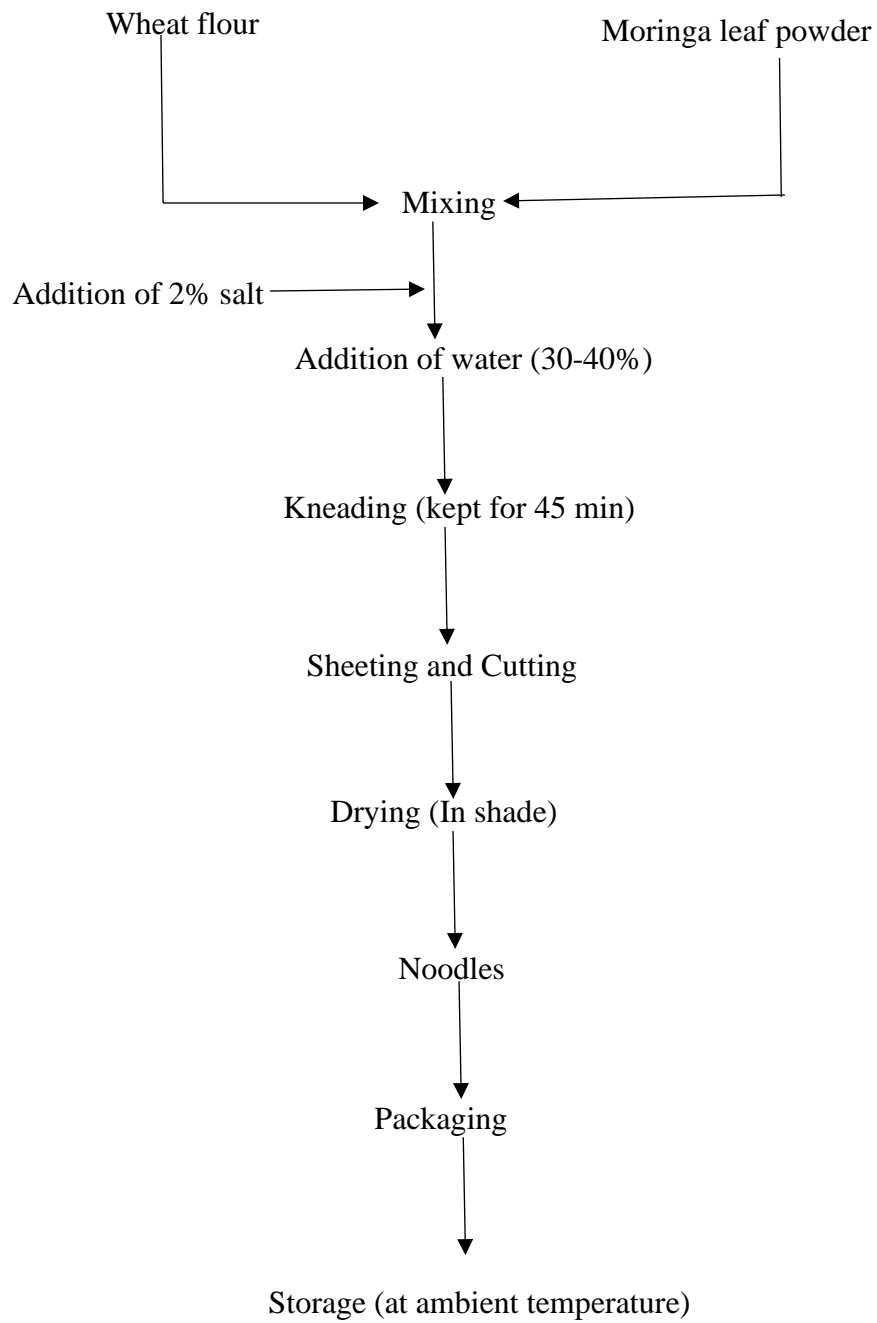 Wheat flour
Moringa leaf powder
Mixing
Addition of 2% salt
Addition of water (30-40%)
Kneading (kept for 45 min)
Sheeting and Cutting
Drying (In shade)
Noodles
Packaging
Storage (at ambient temperature)